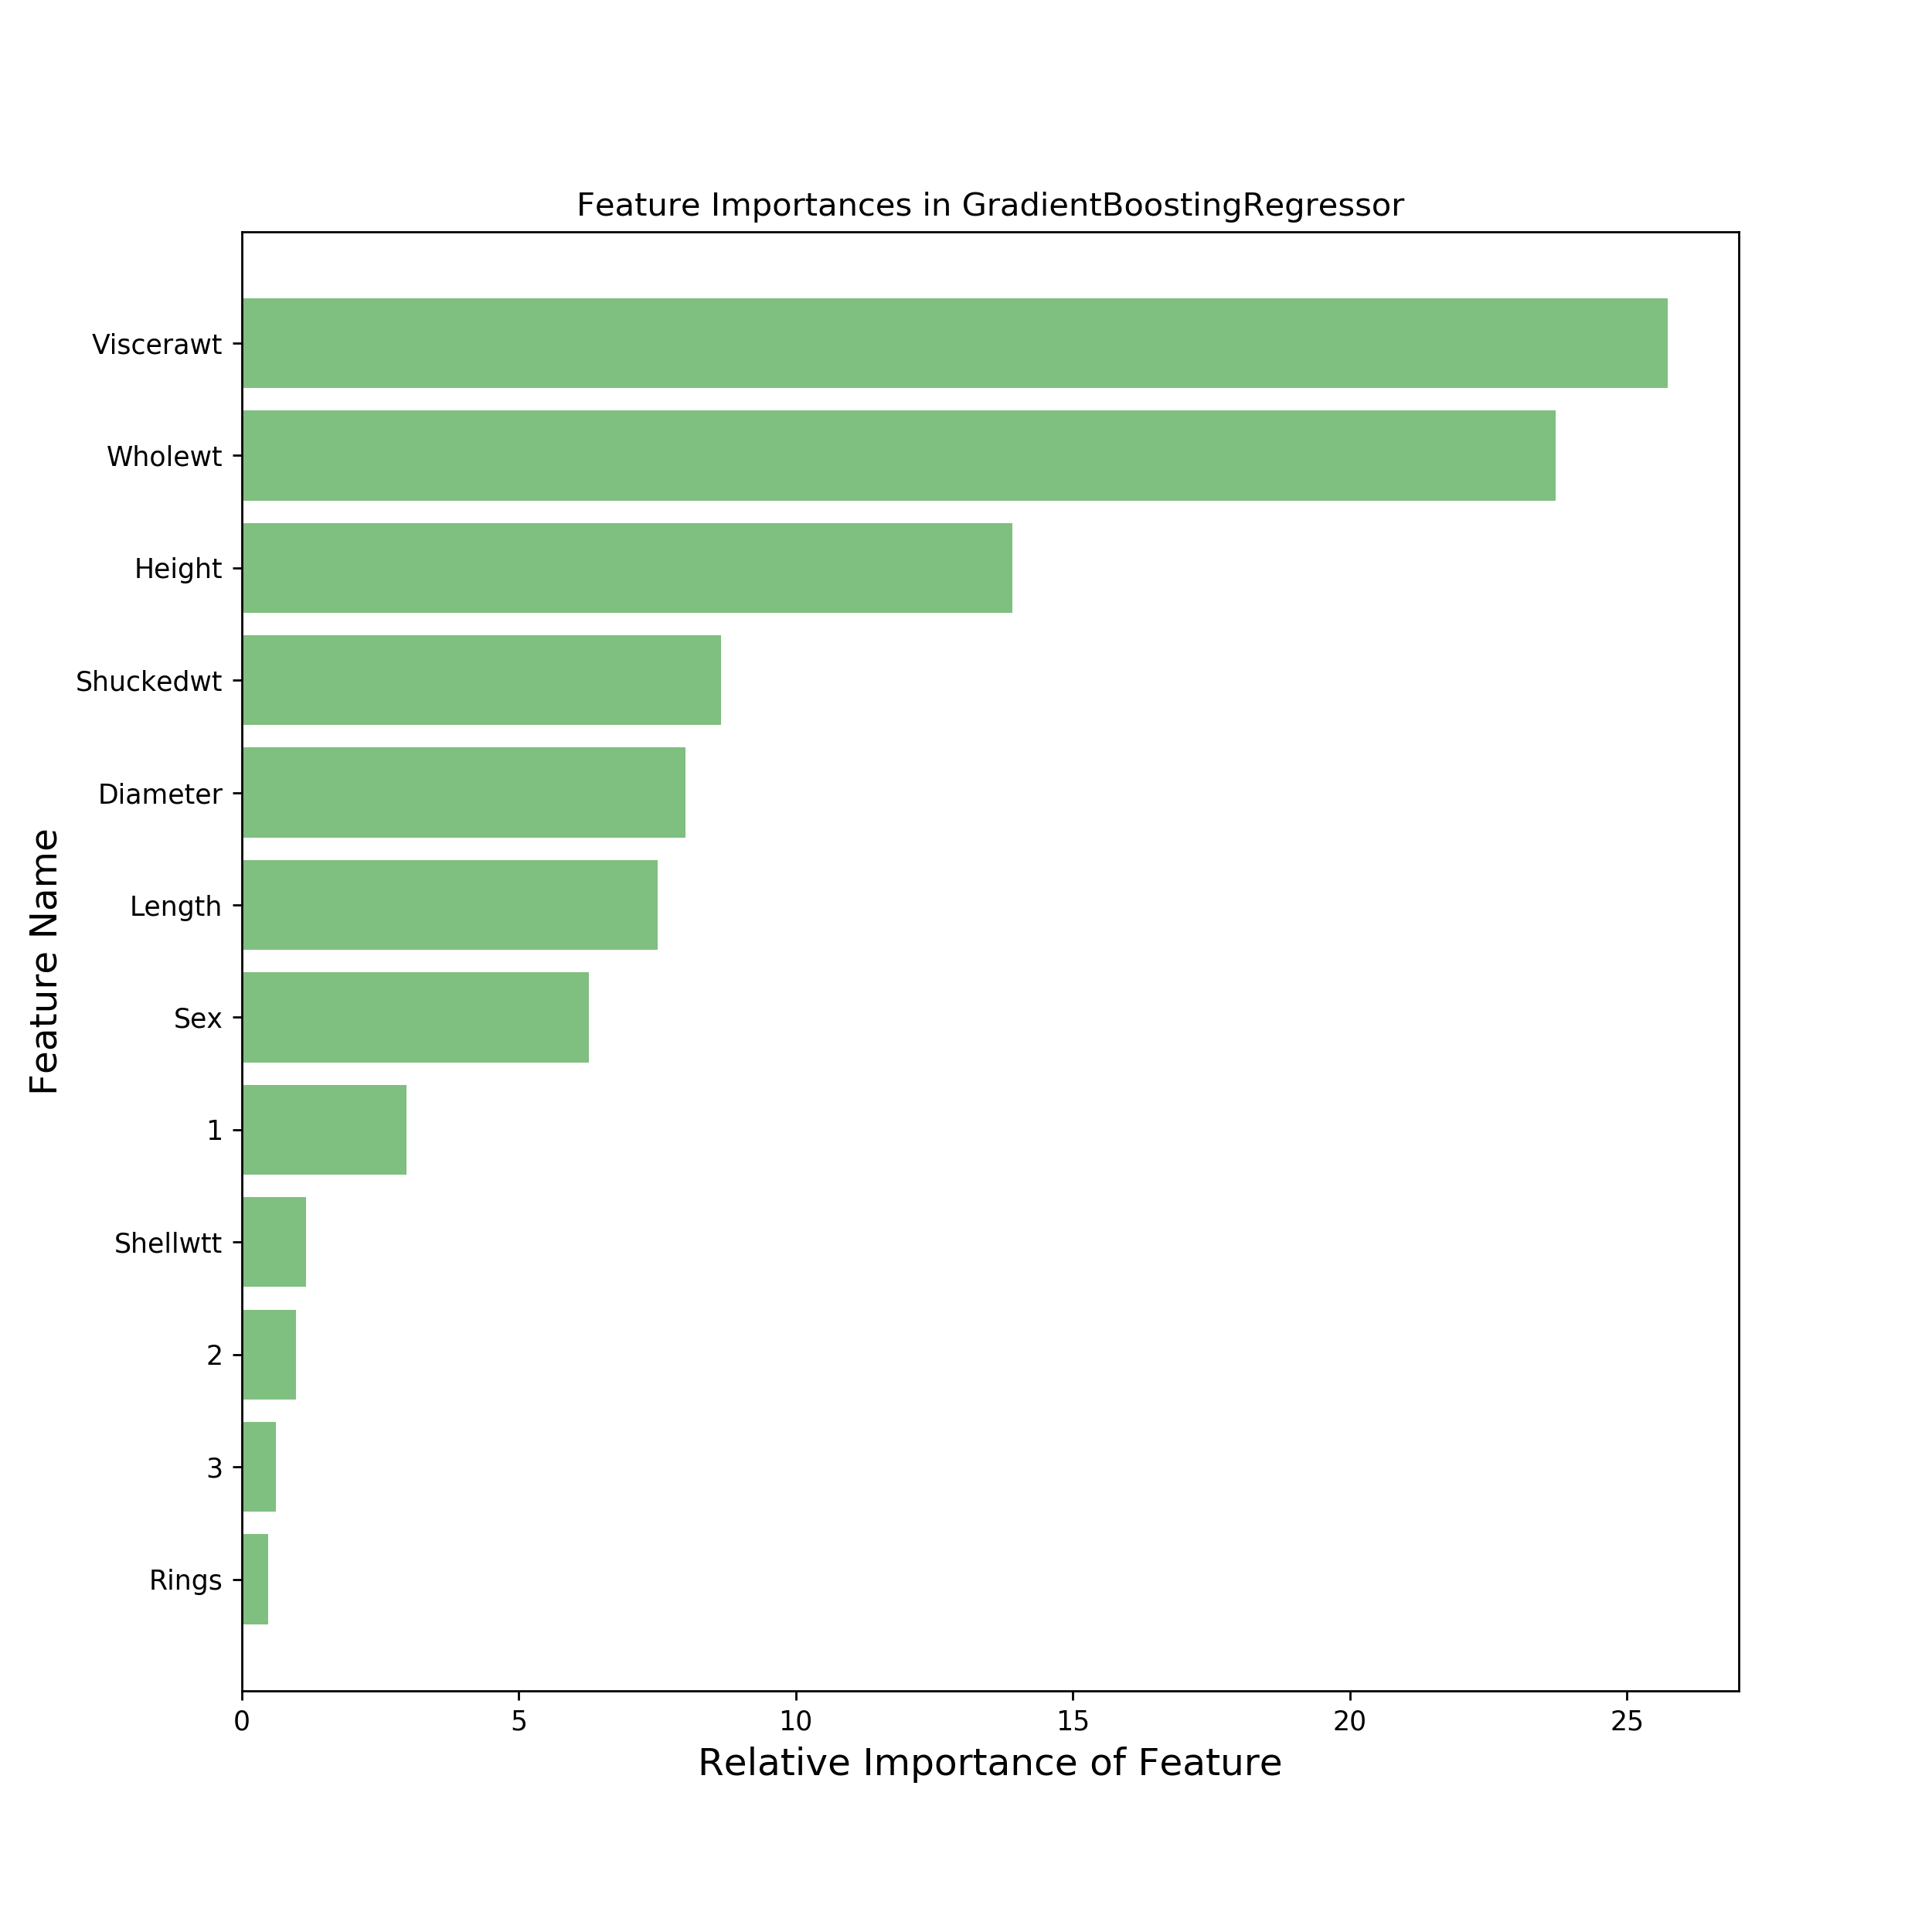 Feature Importances in GradientBoostingRegressor
Viscerawt
Wholewt
Height
Shuckedwt
Diameter
Length
Sex
1
Shellwtt
2
3
Rings
Feature Name
0 5 10 15 20 25
Relative Importance of Feature